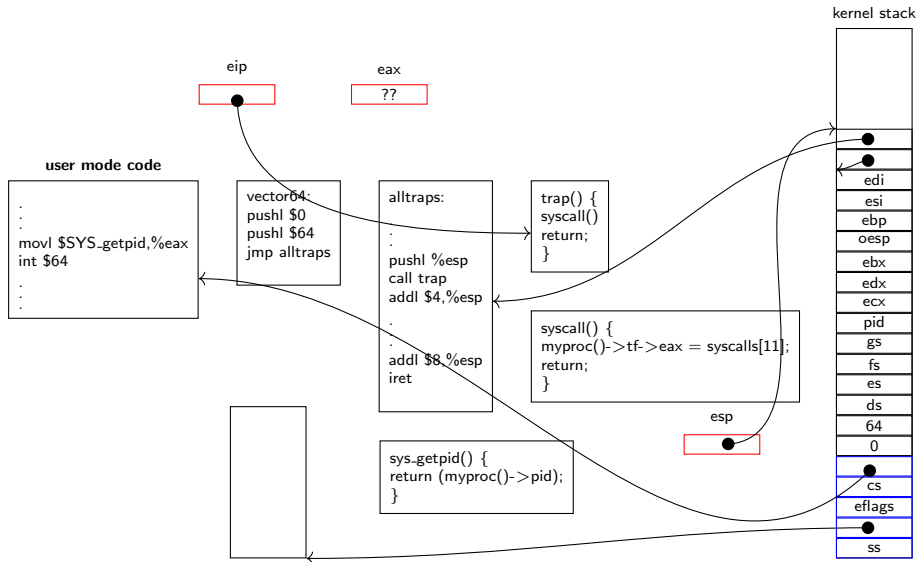 kernel stack
eip
eax
??
user mode code
.
.
.
movl $SYS_getpid,%eax
int $64
.
.
.
vector64:
pushl $0
pushl $64
jmp alltraps
alltraps:
.
.
pushl %esp
call trap
addl $4,%esp
.
.
.
addl $8,%esp
iret
trap() {
syscall()
return;
}
syscall() {
myproc()->tf->eax = syscalls[11];
return;
}
esp
sys_getpid() {
return (myproc()->pid);
}
edi
esi
ebp
oesp
ebx
edx
ecx
pid
gs
fs
es
ds
64
0
cs
eflags
ss